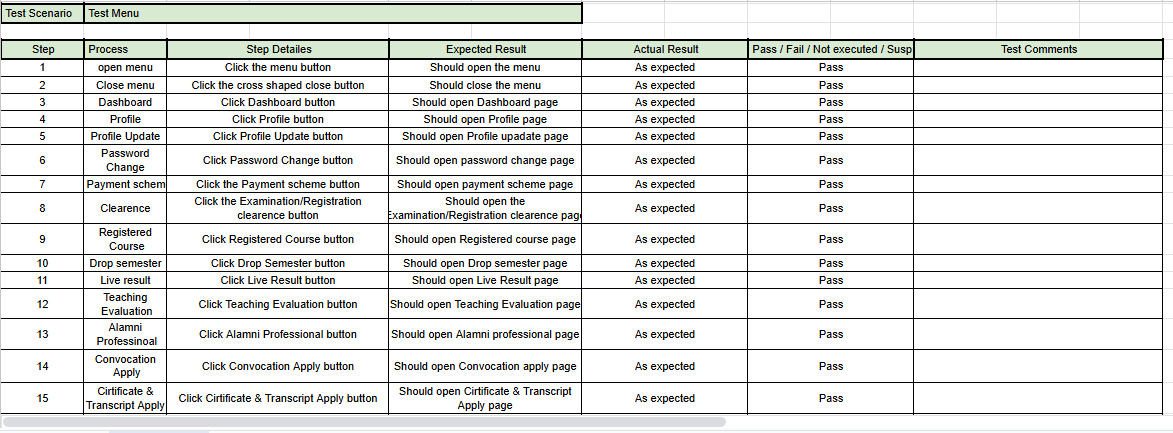 Test Scenario Test Menu
Step Process Step Detailes Expected Result Actual Result Pass / Fail / Not executed / Susp Test Comments
1 open menu Click the menu button Should open the menu As expected Pass
2 Close menu Click the cross shaped close button Should close the menu As expected Pass
3 Dashboard Click Dashboard button Should open Dashboard page As expected Pass
4 Profile Click Profile button Should open Profile page As expected Pass
5 Profile Update Click Profile Update button Should open Profile upadate page As expected Pass
6 Password Change Click Password Change button Should open password change page As expected Pass
7 Payment schem Click the Payment scheme button Should open payment scheme page As expected Pass
8 Clearence Click the Examination/Registration clearence button Should open the Examination/Registration clearence page As expected Pass
9 Registered Course Click Registered Course button Should open Registered course page As expected Pass
10 Drop semester Click Drop Semester button Should open Drop semester page As expected Pass
11 Live result Click Live Result button Should open Live Result page As expected Pass
12 Teaching Evaluation Click Teaching Evaluation button Should open Teaching Evaluation page As expected Pass
13 Alamni Professinoal Click Alamni Professional button Should open Alamni professional page As expected Pass
14 Convocation Apply Click Convocation Apply button Should open Convocation apply page As expected Pass
15 Cirtificate & Transcript Apply Click Cirtificate & Transcript Apply button Should open Cirtificate & Transcript Apply page As expected Pass